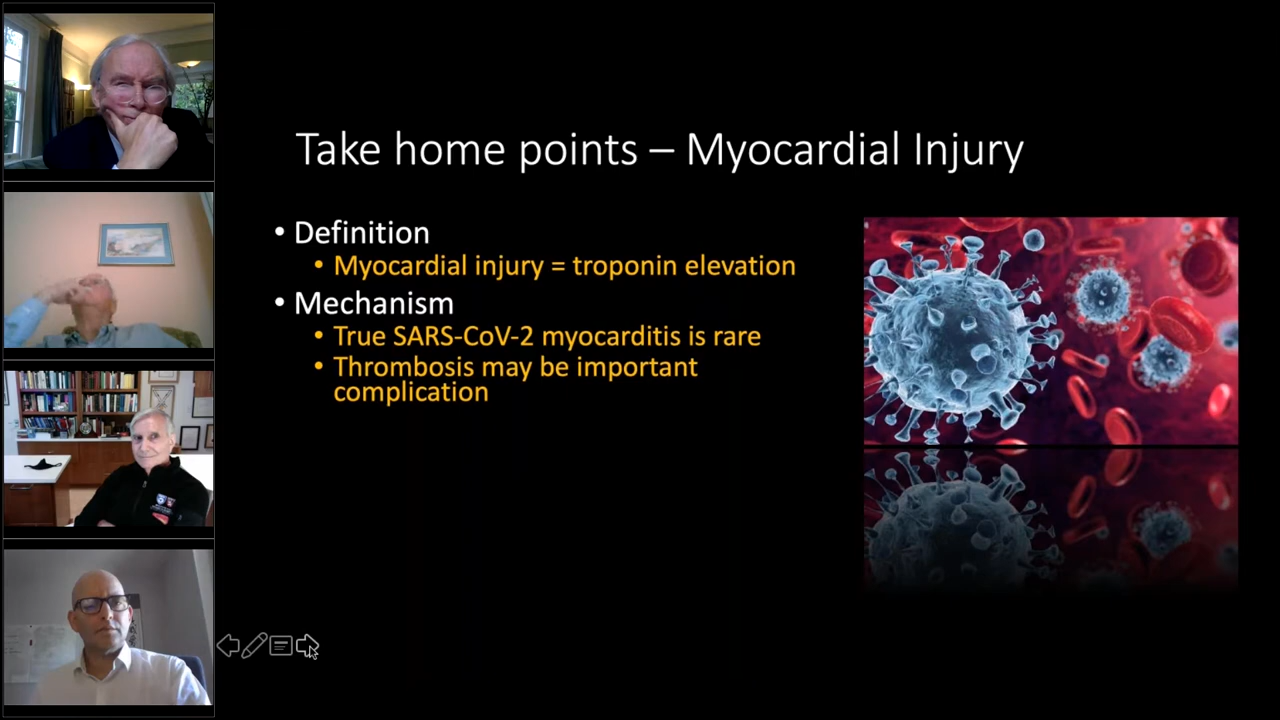 Take home points – Myocardial Injury
• Definition
• Myocardial injury = troponin elevation
• Mechanism
• True SARS-CoV-2 myocarditis is rare
• Thrombosis may be important
complication